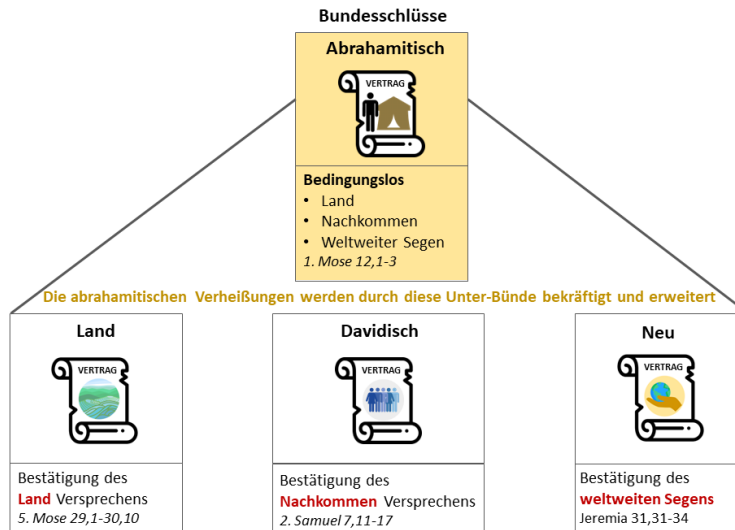 Bundesschlüsse
Abrahamitisch
VERTRAG
Bedingungslos
• Land
• Nachkommen
• Weltweiter Segen
1. Mose 12,1-3
Die abrahamitischen Verheißungen werden durch diese Unter-Bünde bekräftigt und erweitert
Land
VERTRAG
Bestätigung des
Land Versprechens
5. Mose 29,1-30,10
Davidisch
VERTRAG
Bestätigung des
Nachkommen Versprechens
2. Samuel 7,11-17
Neu
VERTRAG
Bestätigung des
weltweiten Segens
Jeremia 31,31-34